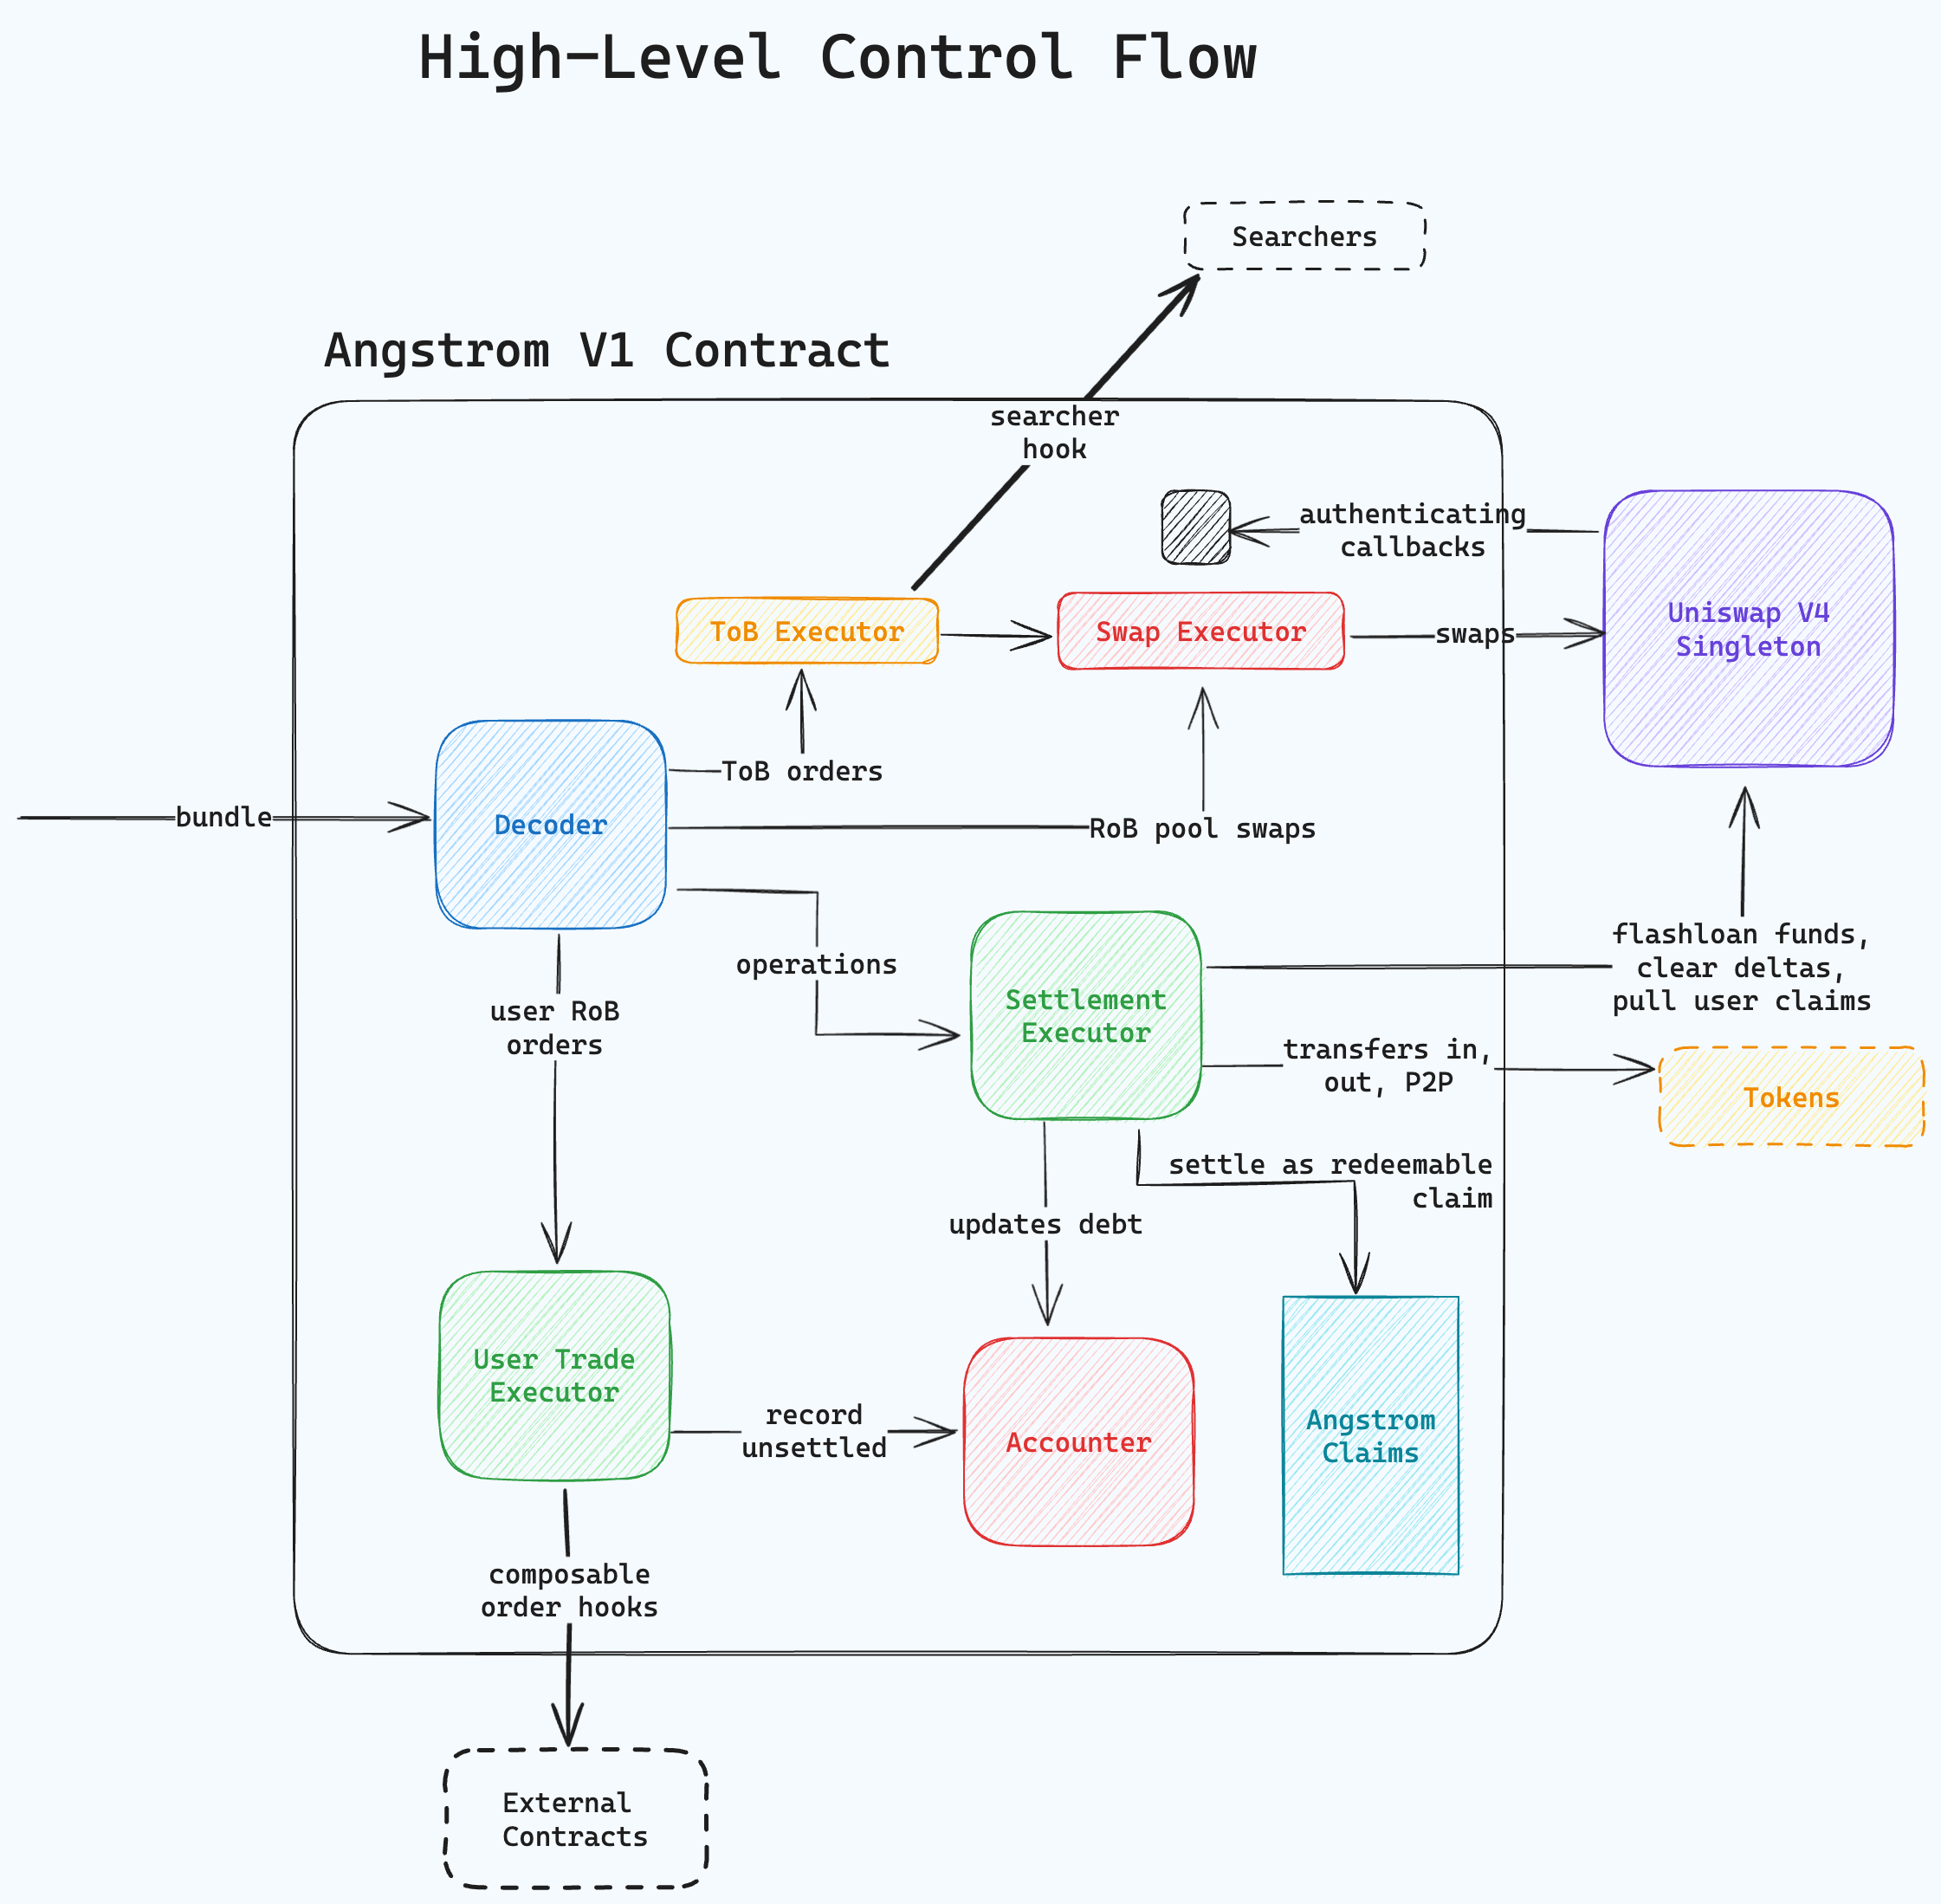 High-Level Control Flow
Searchers
Angstrom V1 Contract
searcher
hook
authenticating
callbacks
ToB Executor
Swap Executor
swaps
Uniswap V4
Singleton
ToB orders
bundle
Decoder
RoB pool swaps
operations
flashloan funds,
clear deltas,
pull user claims
user RoB
orders
Settlement
Executor
transfers in,
out, P2P
Tokens
settle as redeemable
claim
updates debt
User Trade
Executor
record
unsettled
Accounter
Angstrom
Claims
composable
order hooks
External
Contracts